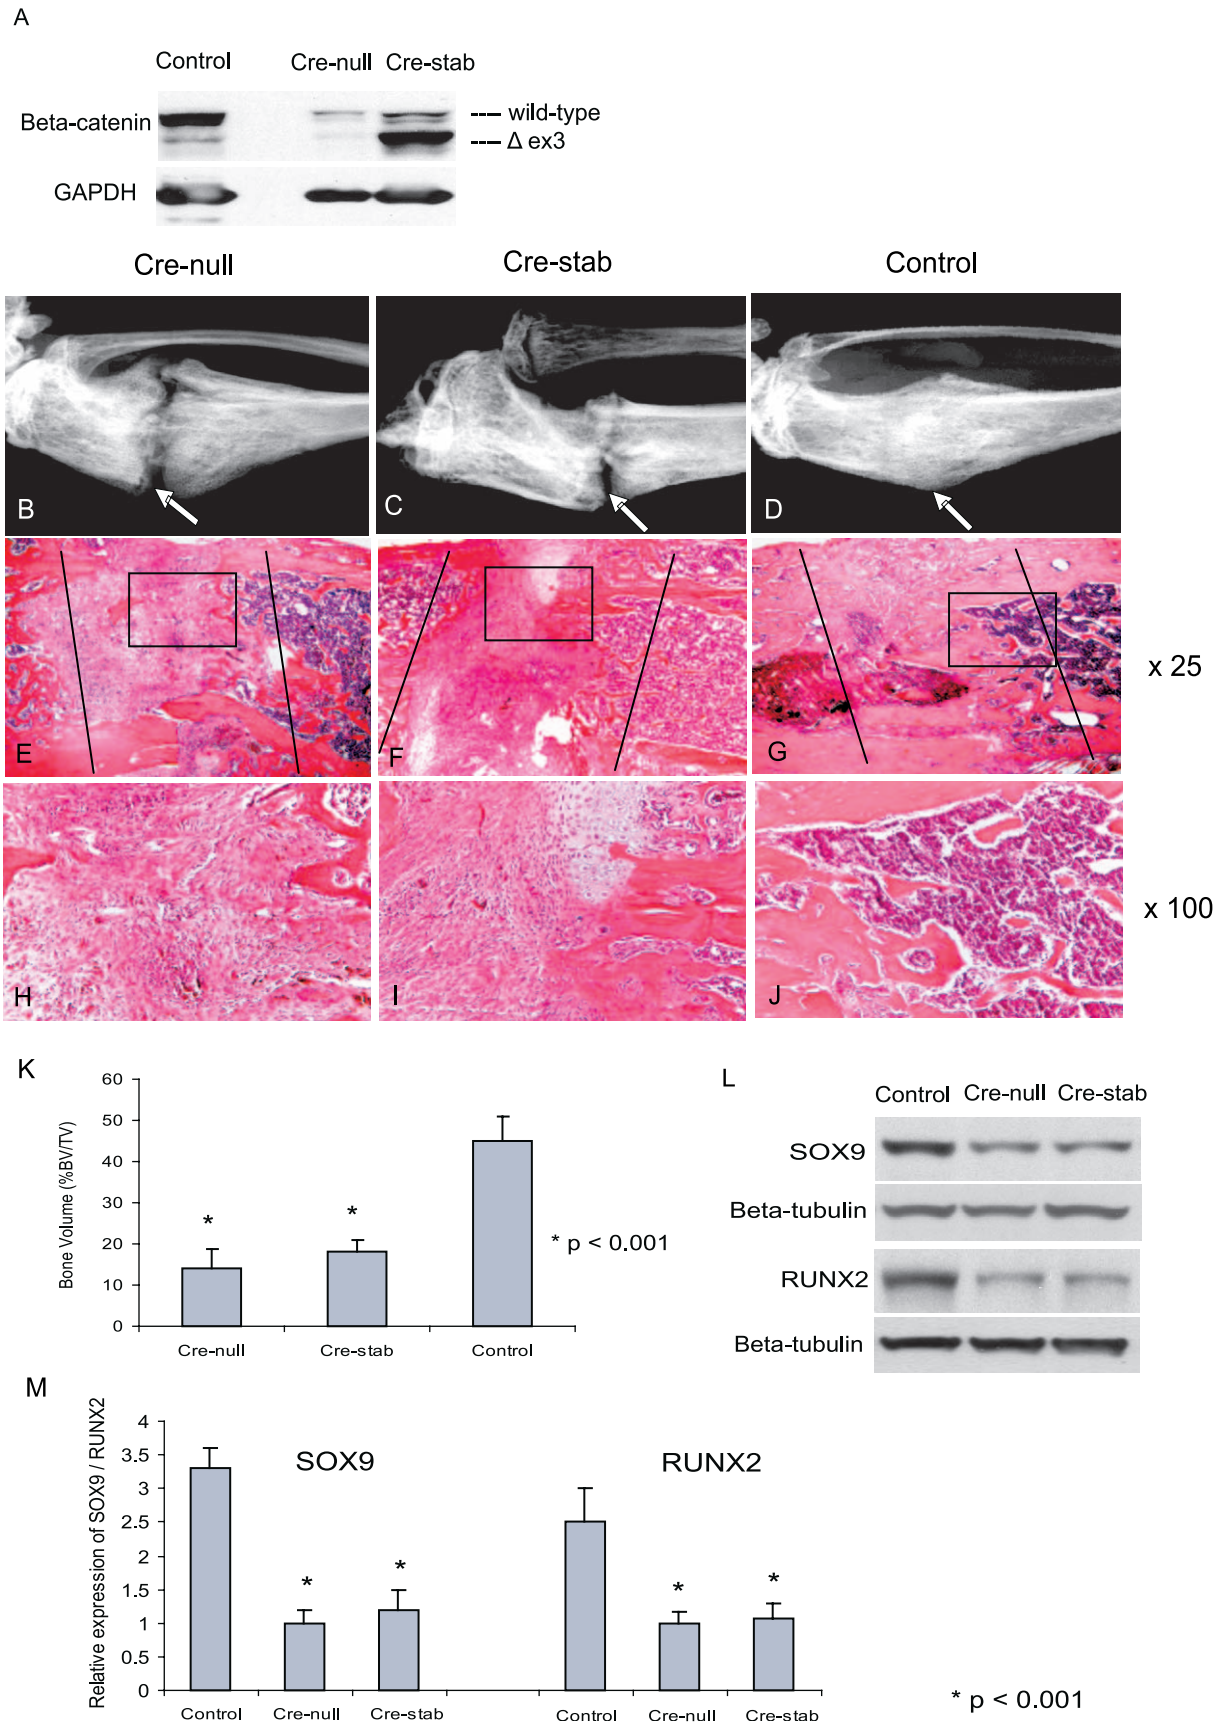 A
Control Cre-null Cre-stab
Beta-catenin
--- wild-type
--- Δ ex3
GAPDH
Cre-null Cre-stab Control
B C D
E F G
x 25
H I J
x 100
K
Bone Volume (%BV/TV)
60
50
40
30
20
10
0
* *
* p < 0.001
Cre-null Cre-stab Control
L
Control Cre-null Cre-stab
SOX9
Beta-tubulin
RUNX2
Beta-tubulin
M
Relative expression of SOX9 / RUNX2
4
3.5
3
2.5
2
1.5
1
0.5
0
SOX9 RUNX2
* * * *
Control Cre-null Cre-stab Control Cre-null Cre-stab
* p < 0.001